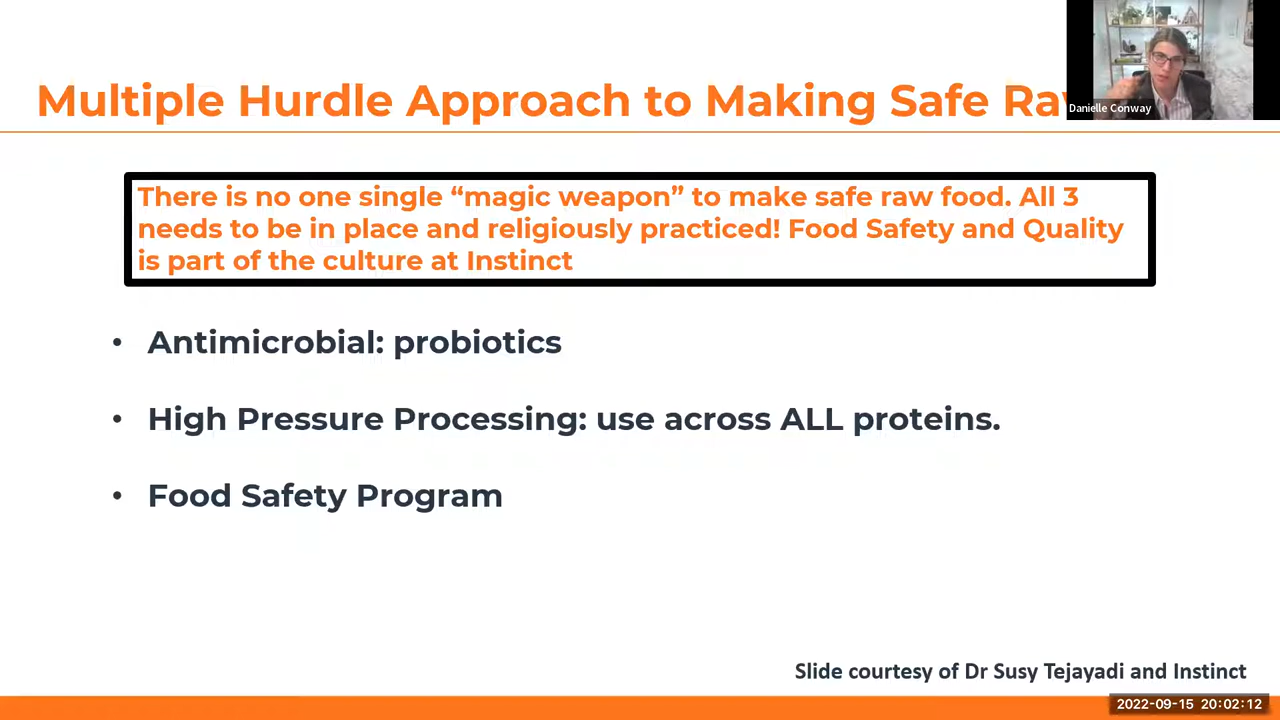 Multiple Hurdle Approach to Making Safe
Danielle Conway
There is no one single “magic weapon” to make safe raw food. All 3
needs to be in place and religiously practiced! Food Safety and Quality
is part of the culture at Instinct
• Antimicrobial: probiotics
• High Pressure Processing: use across ALL proteins.
• Food Safety Program
Slide courtesy of Dr Susy Tejayadi and Instinct
2022-09-15 20:02:12